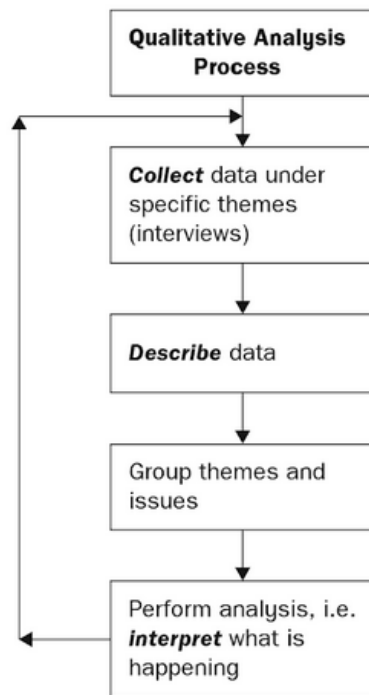 Qualitative Analysis
Process
Collect data under
specific themes
(interviews)
Describe data
Group themes and
issues
Perform analysis, i.e.
interpret what is
happening